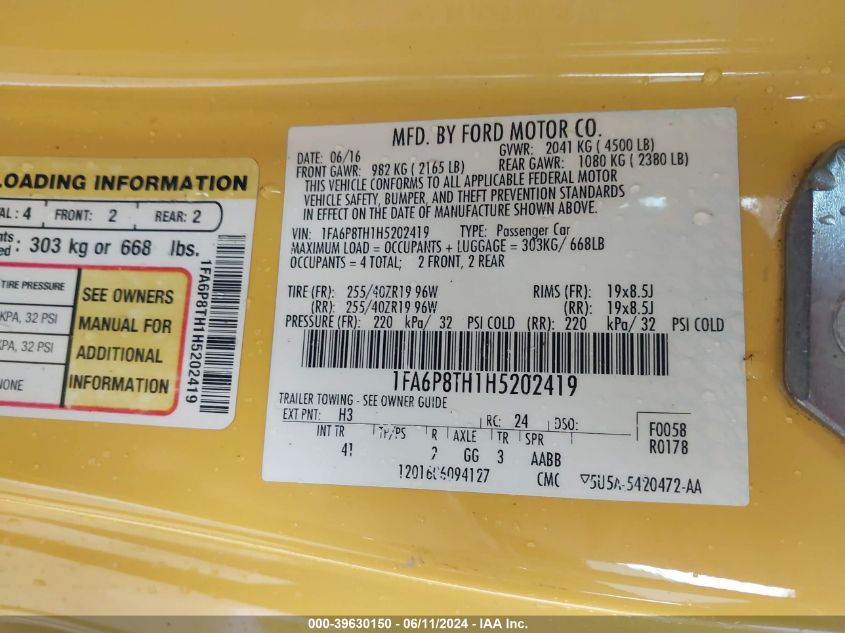 LOADING INFORMATION
TAL : 4 FRONT: 2 REAR: 2
303 kg or 668 lbs.
TIRE PRESSURE
KPA, 32 PSI
KPA, 32 PSI
NONE
SEE OWNERS
MANUAL FOR
ADDITIONAL
INFORMATION
1FA6P8TH1H5202419
MFD. BY FORD MOTOR CO.
DATE: 06/16 GVWR: 2041 KG ( 4500 LB)
FRONT GAWR: 982 KG ( 2165 LB) REAR GAWR: 1080 KG ( 2380 LB)
THIS VEHICLE CONFORMS TO ALL APPLICABLE FEDERAL MOTOR
VEHICLE SAFETY, BUMPER, AND THEFT PREVENTION STANDARDS
IN EFFECT ON THE DATE OF MANUFACTURE SHOWN ABOVE.
VIN: 1FA6P8TH1H5202419 TYPE: Passenger Car
MAXIMUM LOAD = OCCUPANTS + LUGGAGE = 303KG/ 668LB
OCCUPANTS = 4 TOTAL; 2 FRONT, 2 REAR
TIRE (FR): 255/40ZR19 96W RIMS (FR): 19x8.5J
(RR): 255/40ZR19 96W (RR): 19x8.5J
PRESSURE (FR): 220 kPa/ 32 PSI COLD (RR): 220 kPa/ 32 PSI COLD
1FA6P8TH1H5202419
TRAILER TOWING - SEE OWNER GUIDE
EXT PNT: H3 RC: 24 DSO: F0058
R0178
INT TR TP/PS R AXLE TR SPR
41 2 GG 3 AABB
CMC ▽5U5A-5420472-AA
000-39630150 - 06/11/2024 - IAA Inc.